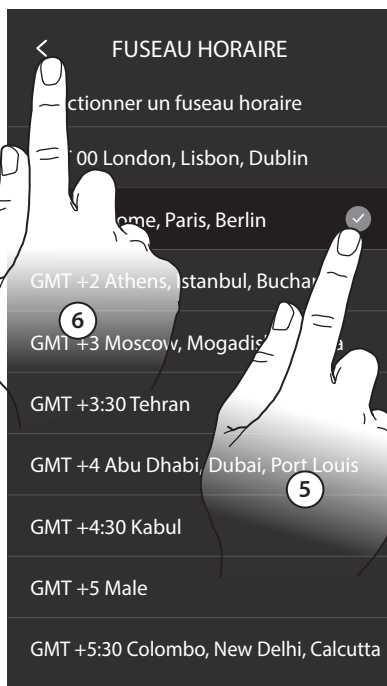 FUSEAU HORAIRE
ctionner un fuseau horaire
00 London, Lisbon, Dublin
ome, Paris, Berlin
GMT +2 Athens, Istanbul, Buchar
GMT +3 Moscow, Mogadis
GMT +3:30 Tehran
GMT +4 Abu Dhabi, Dubai, Port Louis
GMT +4:30 Kabul
GMT +5 Male
GMT +5:30 Colombo, New Delhi, Calcutta
6
5